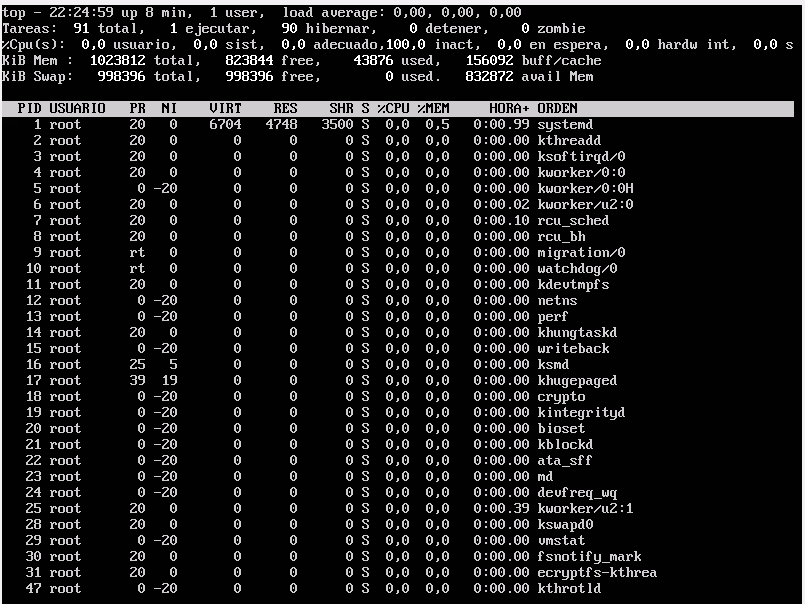 top - 22:24:59 up 8 min,  1 user,  load average: 0,00, 0,00, 0,00
Tareas:  91 total,   1 ejecutar,  90 hibernar,   0 detener,   0 zombie
%Cpu(s):  0,0 usuario,  0,0 sist,  0,0 adecuado,100,0 inact,  0,0 en espera,  0,0 hardw int,  0,0 s
KiB Mem :  1023812 total,   823844 free,    43876 used,   156092 buff/cache
KiB Swap:   998396 total,   998396 free,        0 used.   832872 avail Mem
PID USUARIO   PR  NI    VIRT    RES    SHR S %CPU %MEM     HORA+ ORDEN
1 root      20   0    6704   4748   3500 S  0,0  0,5   0:00.99 systemd
2 root      20   0       0      0      0 S  0,0  0,0   0:00.00 kthreadd
3 root      20   0       0      0      0 S  0,0  0,0   0:00.00 ksoftirqd/0
4 root      20   0       0      0      0 S  0,0  0,0   0:00.00 kworker/0:0
5 root       0 -20       0      0      0 S  0,0  0,0   0:00.00 kworker/0:0H
6 root      20   0       0      0      0 S  0,0  0,0   0:00.02 kworker/u2:0
7 root      20   0       0      0      0 S  0,0  0,0   0:00.10 rcu_sched
8 root      20   0       0      0      0 S  0,0  0,0   0:00.00 rcu_bh
9 root      rt   0       0      0      0 S  0,0  0,0   0:00.00 migration/0
10 root      rt   0       0      0      0 S  0,0  0,0   0:00.00 watchdog/0
11 root      20   0       0      0      0 S  0,0  0,0   0:00.00 kdevtmpfs
12 root       0 -20       0      0      0 S  0,0  0,0   0:00.00 netns
13 root       0 -20       0      0      0 S  0,0  0,0   0:00.00 perf
14 root      20   0       0      0      0 S  0,0  0,0   0:00.00 khungtaskd
15 root       0 -20       0      0      0 S  0,0  0,0   0:00.00 writeback
16 root      25   5       0      0      0 S  0,0  0,0   0:00.00 ksmd
17 root      39  19       0      0      0 S  0,0  0,0   0:00.00 khugepaged
18 root       0 -20       0      0      0 S  0,0  0,0   0:00.00 crypto
19 root       0 -20       0      0      0 S  0,0  0,0   0:00.00 kintegrityd
20 root       0 -20       0      0      0 S  0,0  0,0   0:00.00 bioset
21 root       0 -20       0      0      0 S  0,0  0,0   0:00.00 kblockd
22 root       0 -20       0      0      0 S  0,0  0,0   0:00.00 ata_sff
23 root       0 -20       0      0      0 S  0,0  0,0   0:00.00 md
24 root       0 -20       0      0      0 S  0,0  0,0   0:00.00 devfreq_wq
25 root      20   0       0      0      0 S  0,0  0,0   0:00.39 kworker/u2:1
28 root      20   0       0      0      0 S  0,0  0,0   0:00.00 kswapd0
29 root       0 -20       0      0      0 S  0,0  0,0   0:00.00 vmstat
30 root      20   0       0      0      0 S  0,0  0,0   0:00.00 fsnotify_mark
31 root      20   0       0      0      0 S  0,0  0,0   0:00.00 ecryptfs-kthrea
47 root       0 -20       0      0      0 S  0,0  0,0   0:00.00 kthrotld